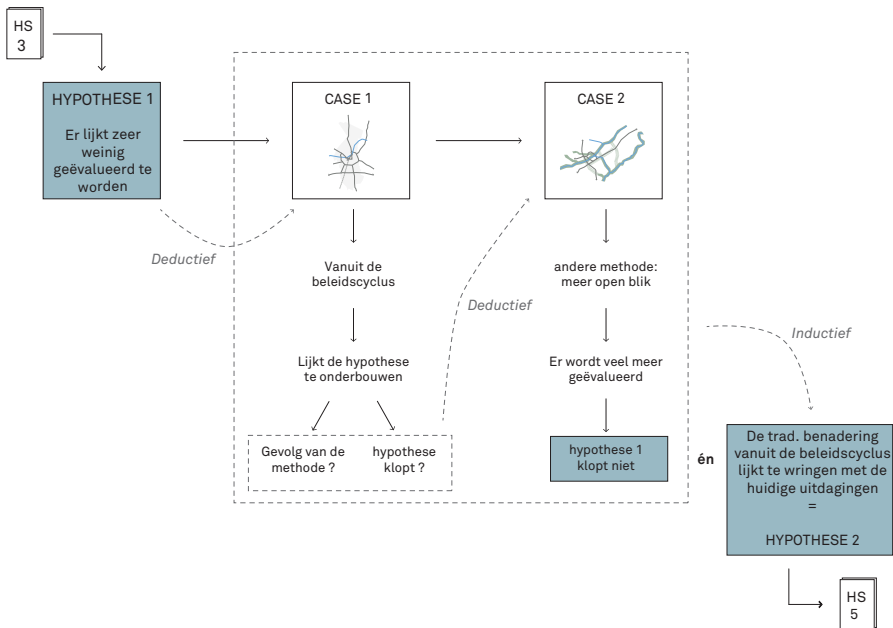 HS
3
HYPOTHESE 1
Er lijkt zeer
weinig
geëvalueerd te
worden
Deductief
CASE 1
Vanuit de
beleidscyclus
Lijkt de hypothese
te onderbouwen
Gevolg van de
methode ?
hypothese
klopt ?
Deductief
CASE 2
andere methode:
meer open blik
Er wordt veel meer
geëvalueerd
hypothese 1
klopt niet
én
Inductief
De trad. benadering
vanuit de beleidscyclus
lijkt te wringen met de
huidige uitdagingen
=
HYPOTHESE 2
HS
5